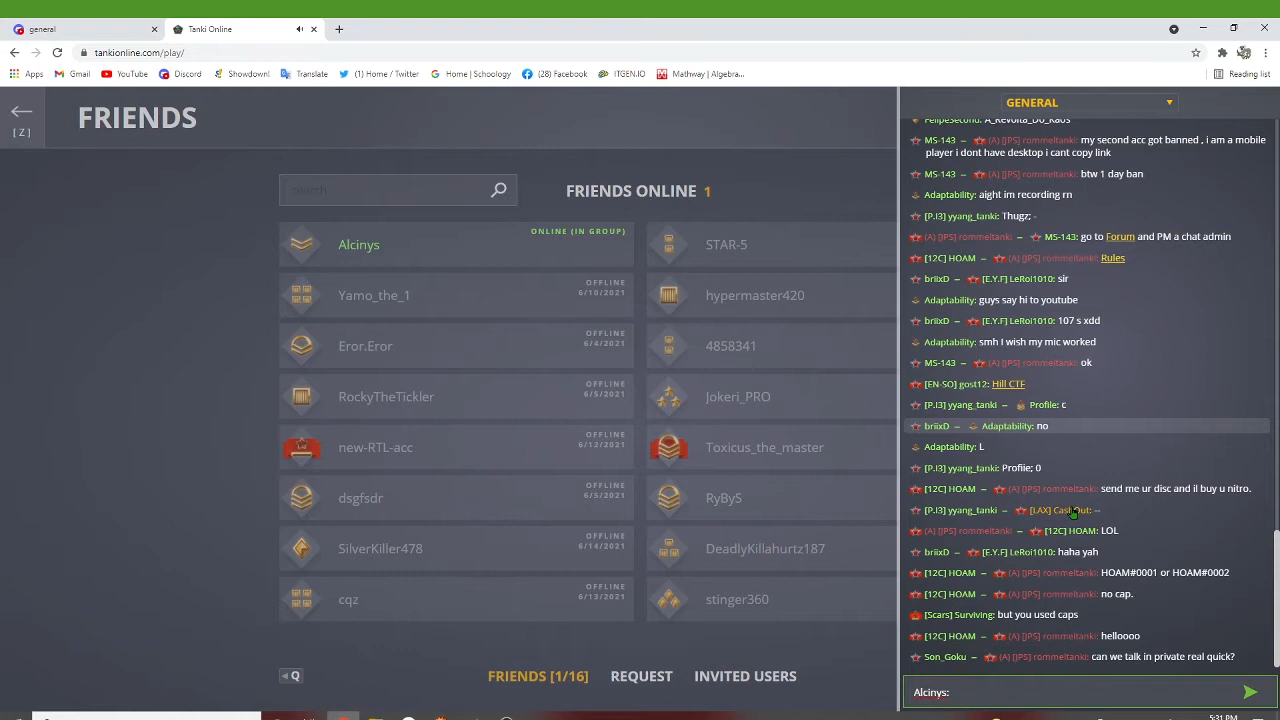 general
Tanki Online
tankionline.com/play/
Apps
Gmail
YouTube
Discord
Showdown!
Translate
(1) Home / Twitter
Home | Schoology
(28) Facebook
ITGEN.IO
Mathway | Algebra...
Reading list
[ Z ]
FRIENDS
search
FRIENDS ONLINE 1
ONLINE (IN GROUP)
Alcinys
STAR-5
OFFLINE
6/10/2021
Yamo_the_1
hypermaster420
OFFLINE
6/4/2021
Eror.Eror
4858341
OFFLINE
6/5/2021
RockyTheTickler
Jokeri_PRO
OFFLINE
6/12/2021
new-RTL-acc
Toxicus_the_master
OFFLINE
6/5/2021
dsgfsdr
RyByS
OFFLINE
6/14/2021
SilverKiller478
DeadlyKillahurtz187
OFFLINE
6/13/2021
cqz
stinger360
Q
FRIENDS [1/16]
REQUEST
INVITED USERS
GENERAL
FelipeSecond: A_Revolta_Do_Kaos
MS-143 – (A) [JPS] rommeltanki: my second acc got banned , i am a mobile
player i dont have desktop i cant copy link
MS-143 – (A) [JPS] rommeltanki: btw 1 day ban
Adaptability: aight im recording rn
[P.I3] yyang_tanki: Thugz; -
(A) [JPS] rommeltanki – MS-143: go to Forum and PM a chat admin
[12C] HOAM – (A) [JPS] rommeltanki: Rules
briixD – [E.Y.F] LeRoi1010: sir
Adaptability: guys say hi to youtube
briixD – [E.Y.F] LeRoi1010: 107 s xdd
Adaptability: smh I wish my mic worked
MS-143 – (A) [JPS] rommeltanki: ok
[EN-SO] gost12: Hill CTF
[P.I3] yyang_tanki – Profile: c
briixD – Adaptability: no
Adaptability: L
[P.I3] yyang_tanki: Profile; 0
[12C] HOAM – (A) [JPS] rommeltanki: send me ur disc and il buy u nitro.
[P.I3] yyang_tanki – [LAX] Cash Out: --
(A) [JPS] rommeltanki – [12C] HOAM: LOL
briixD – [E.Y.F] LeRoi1010: haha yah
[12C] HOAM – (A) [JPS] rommeltanki: HOAM#0001 or HOAM#0002
[12C] HOAM – (A) [JPS] rommeltanki: no cap.
[Scars] Surviving: but you used caps
[12C] HOAM – (A) [JPS] rommeltanki: helloooo
Son_Goku – (A) [JPS] rommeltanki: can we talk in private real quick?
Alcinys:
5:31 PM